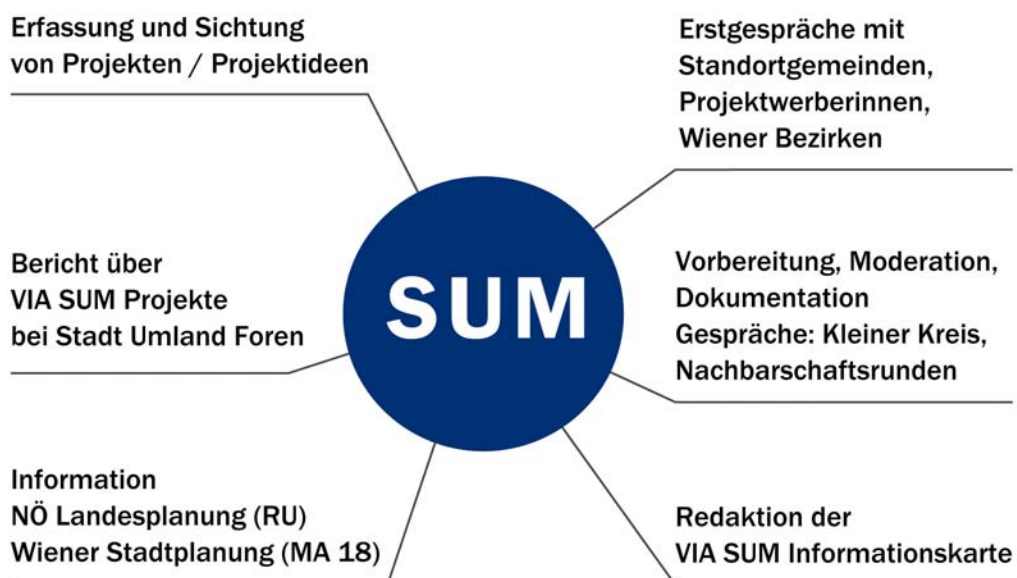 Erfassung und Sichtung
von Projekten / Projektideen
Erstgespräche mit
Standortgemeinden,
Projektwerberinnen,
Wiener Bezirken
SUM
Bericht über
VIA SUM Projekte
bei Stadt Umland Foren
Vorbereitung, Moderation,
Dokumentation
Gespräche: Kleiner Kreis,
Nachbarschaftsrunden
Information
NÖ Landesplanung (RU)
Wiener Stadtplanung (MA 18)
Redaktion der
VIA SUM Informationskarte